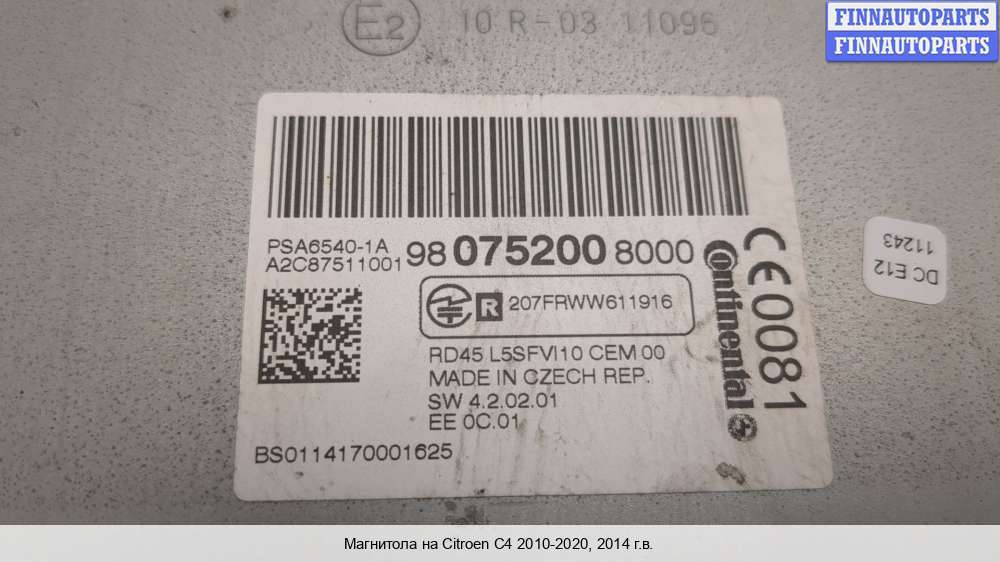 E2 10 R-03 11096
FINNAUTOPARTS
FINNAUTOPARTS
PSA6540-1A
A2C87511001
98 075200 8000
R 207FRWW611916
RD45 L5SFVI10 CEM 00
MADE IN CZECH REP.
SW 4.2.02.01
EE 0C.01
BS0114170001625
Continental
CE0081
DC E12
11243
Магнитола на Citroen C4 2010-2020, 2014 г.в.